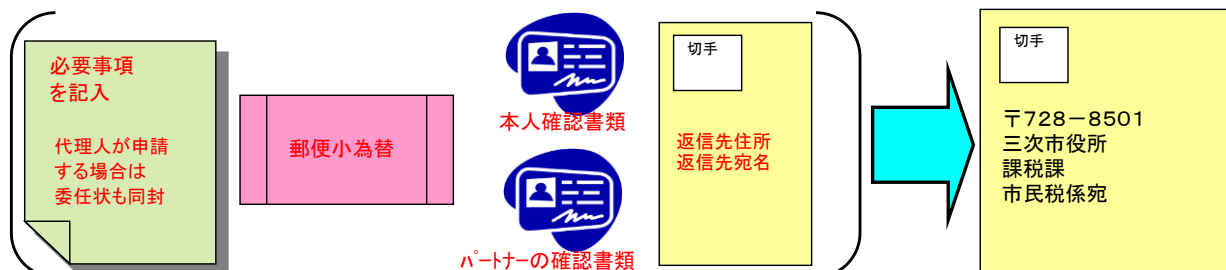 必要事項
を記入
代理人が申請
する場合は
委任状も同封
郵便小為替
本人確認書類
パートナーの確認書類
切手
返信先住所
返信先宛名
切手
〒728－8501
三次市役所
課税課
市民税係宛